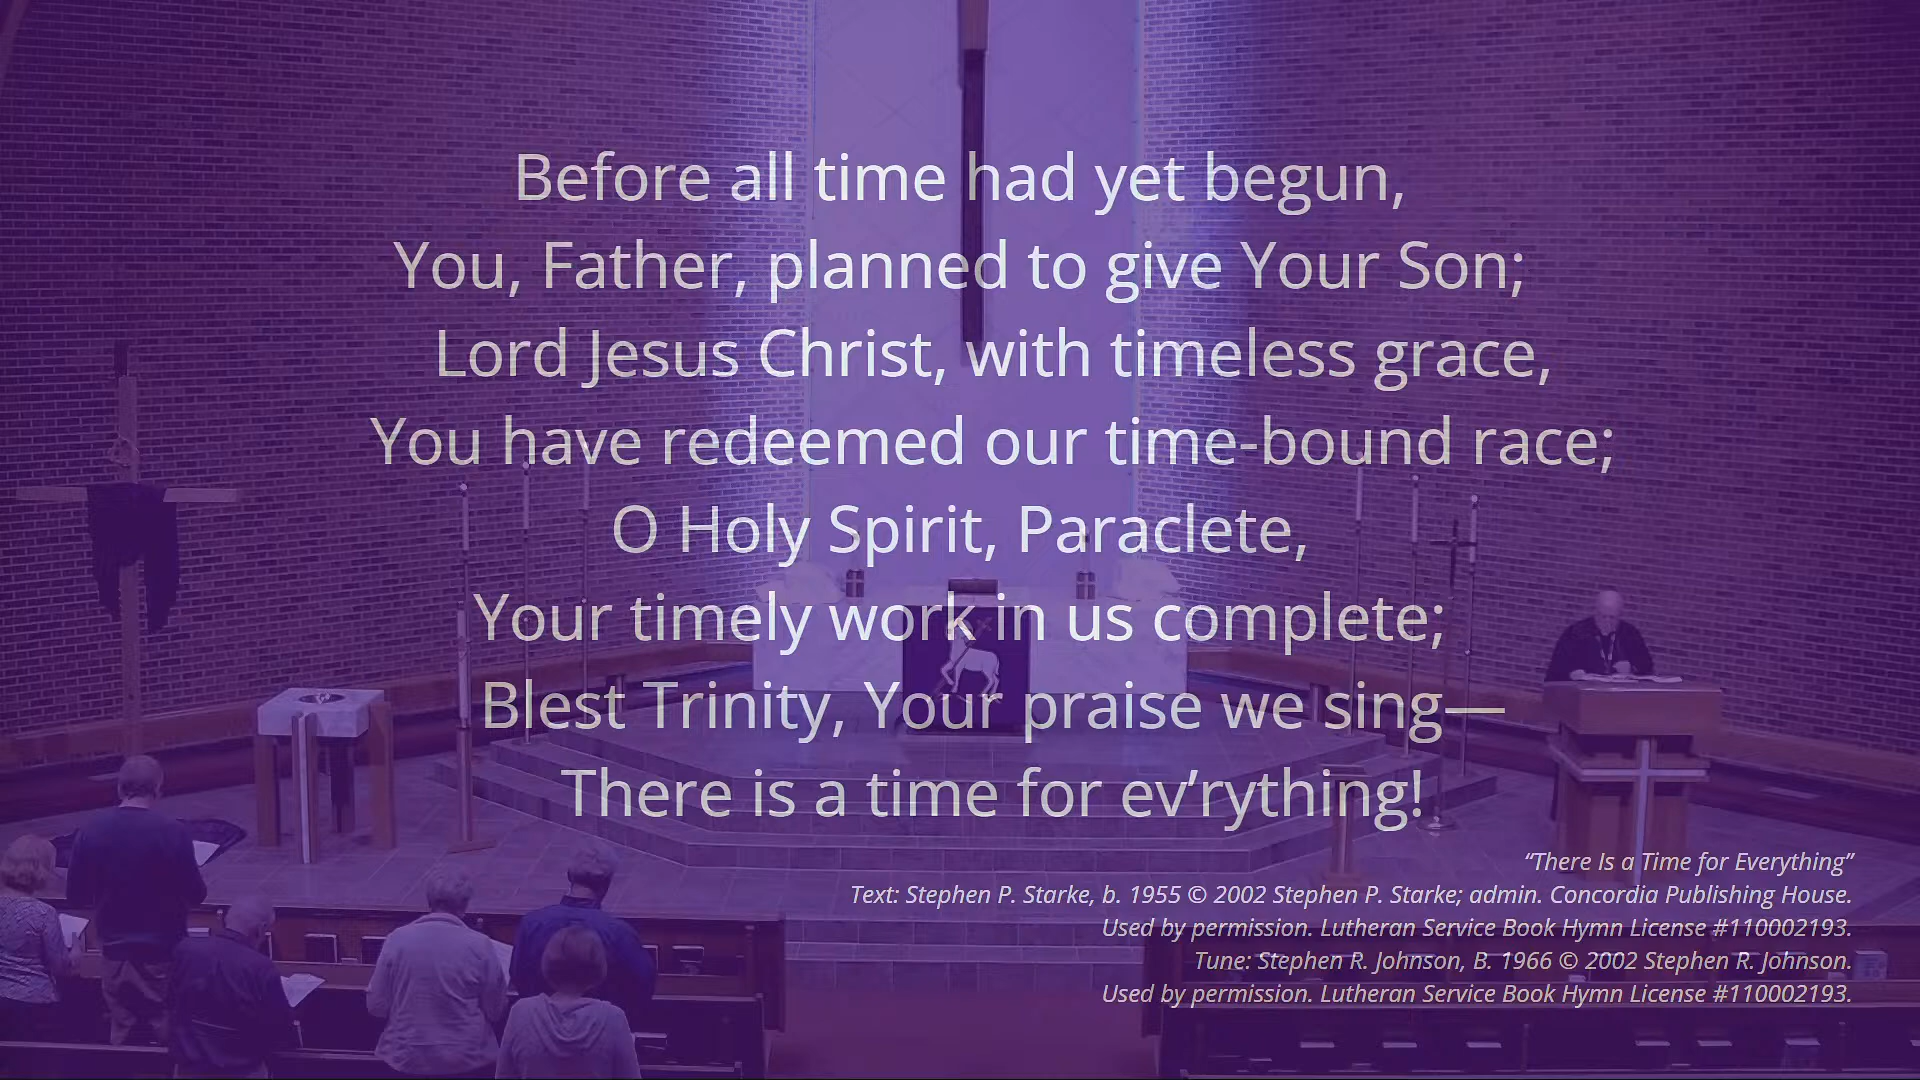 Before all time had yet begun,
You, Father, planned to give Your Son;
Lord Jesus Christ, with timeless grace,
You have redeemed our time-bound race;
O Holy Spirit, Paraclete,
Your timely work in us complete;
Blest Trinity, Your praise we sing—
There is a time for ev’rything!
“There Is a Time for Everything”
Text: Stephen P. Starke, b. 1955 © 2002 Stephen P. Starke; admin. Concordia Publishing House.
Used by permission. Lutheran Service Book Hymn License #110002193.
Tune: Stephen R. Johnson, B. 1966 © 2002 Stephen R. Johnson.
Used by permission. Lutheran Service Book Hymn License #110002193.